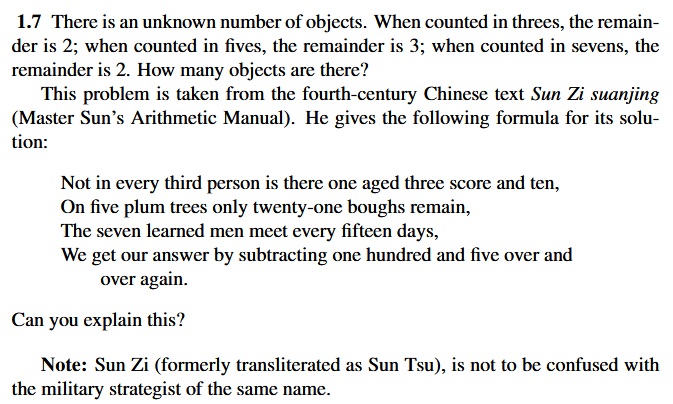 1.7 There is an unknown number of objects. When counted in threes, the remain-
der is 2; when counted in fives, the remainder is 3; when counted in sevens, the
remainder is 2. How many objects are there?
This problem is taken from the fourth-century Chinese text Sun Zi suanjing
(Master Sun’s Arithmetic Manual). He gives the following formula for its solu-
tion:
Not in every third person is there one aged three score and ten,
On five plum trees only twenty-one boughs remain,
The seven learned men meet every fifteen days,
We get our answer by subtracting one hundred and five over and
over again.
Can you explain this?
Note: Sun Zi (formerly transliterated as Sun Tsu), is not to be confused with
the military strategist of the same name.